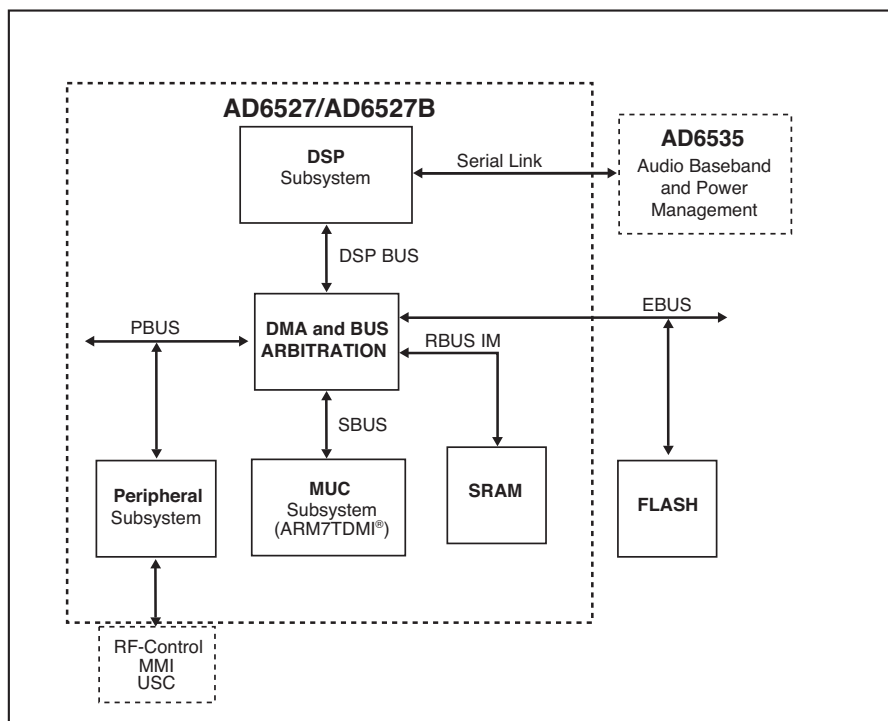 AD6527/AD6527B
DSP
Subsystem
Serial Link
AD6535
Audio Baseband
and Power
Management
DSP BUS
EBUS
PBUS
DMA and BUS
ARBITRATION
RBUS IM
SBUS
Peripheral
Subsystem
MUC
Subsystem
(ARM7TDMI®)
SRAM
FLASH
RF-Control
MMI
USC